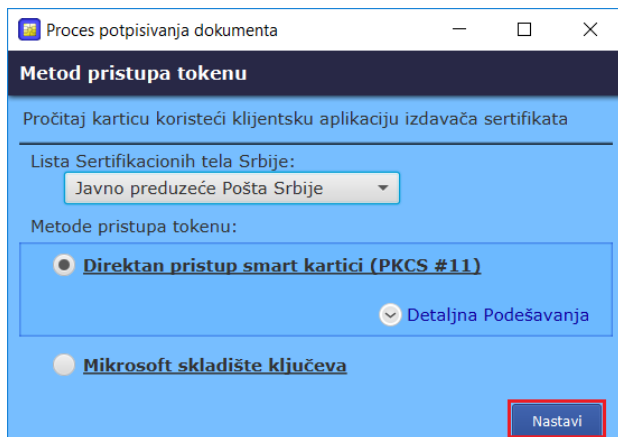 Proces potpisivanja dokumenta
Metod pristupa tokenu
Pročitaj karticu koristeći klijentsku aplikaciju izdavača sertifikata
Lista Sertifikacionih tela Srbije:
Javno preduzeće Pošta Srbije
Metode pristupa tokenu:
Direktan pristup smart kartici (PKCS #11)
Detaljna Podešavanja
Mikrosoft skladište ključeva
Nastavi